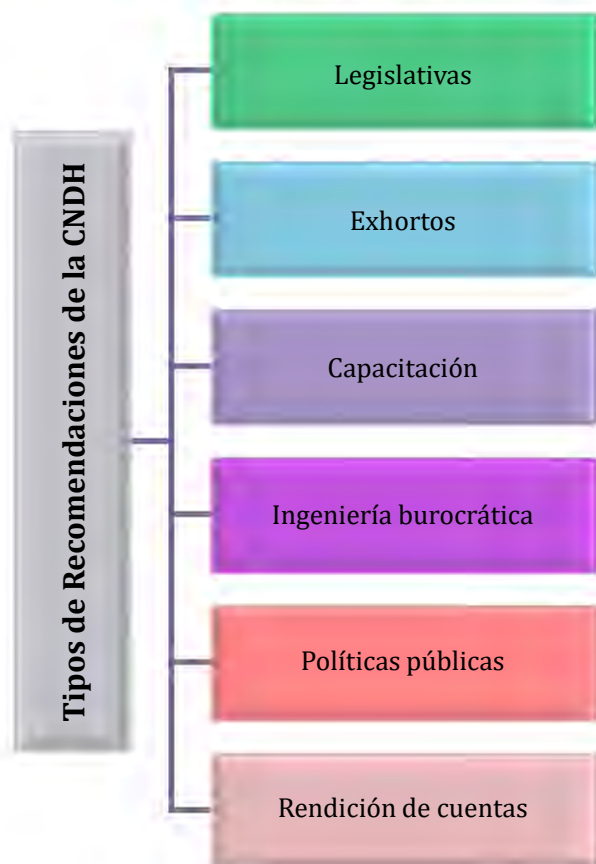 Tipos de Recomendaciones de la CNDH
Legislativas
Exhortos
Capacitación
Ingeniería burocrática
Políticas públicas
Rendición de cuentas